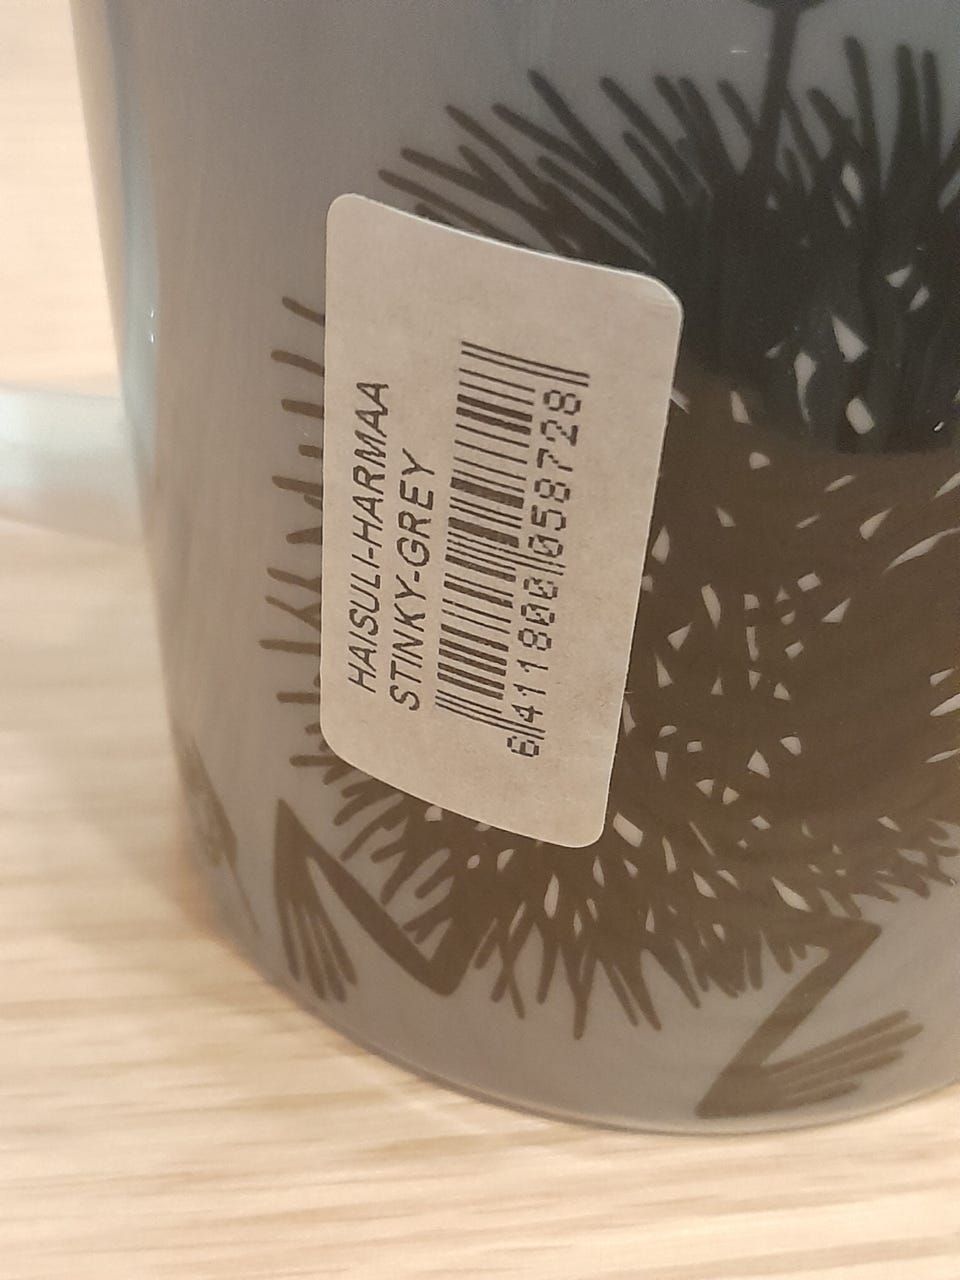 HAISULI-HARMAA
STINKY-GREY
6411800058728